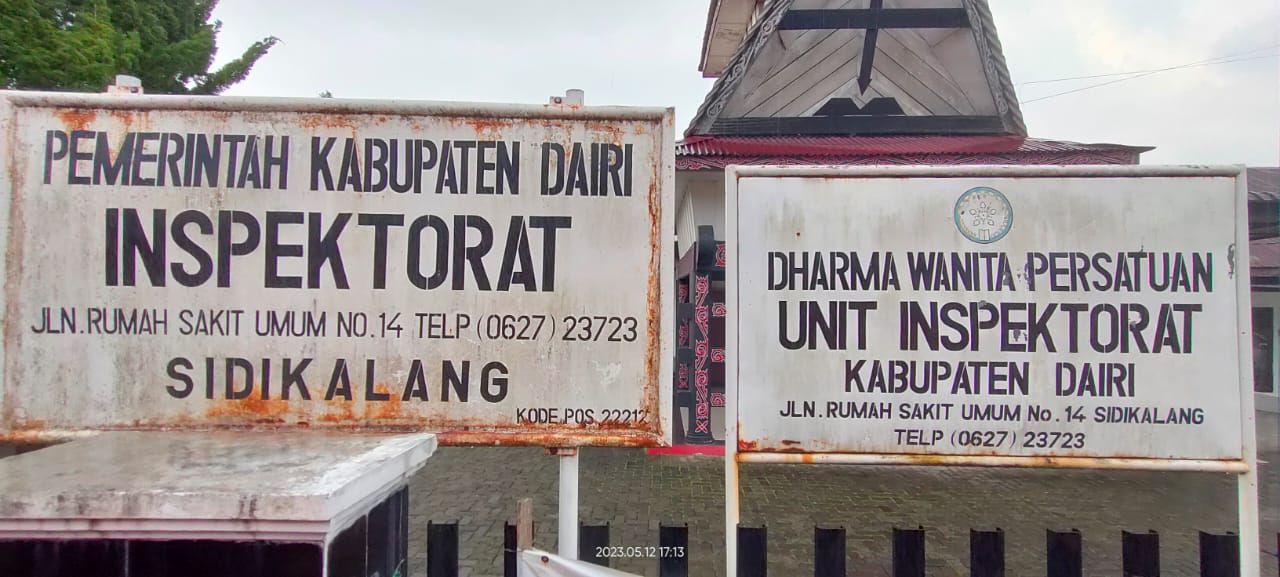 PEMERINTAH KABUPATEN DAIRI
INSPEKTORAT
JLN.RUMAH SAKIT UMUM NO.14 TELP (0627) 23723
SIDIKALANG
KODE POS 22212
DHARMA WANITA PERSATUAN
UNIT INSPEKTORAT
KABUPATEN DAIRI
JLN.RUMAH SAKIT UMUM No.14 SIDIKALANG
TELP (0627) 23723
2023.05.12 17:13